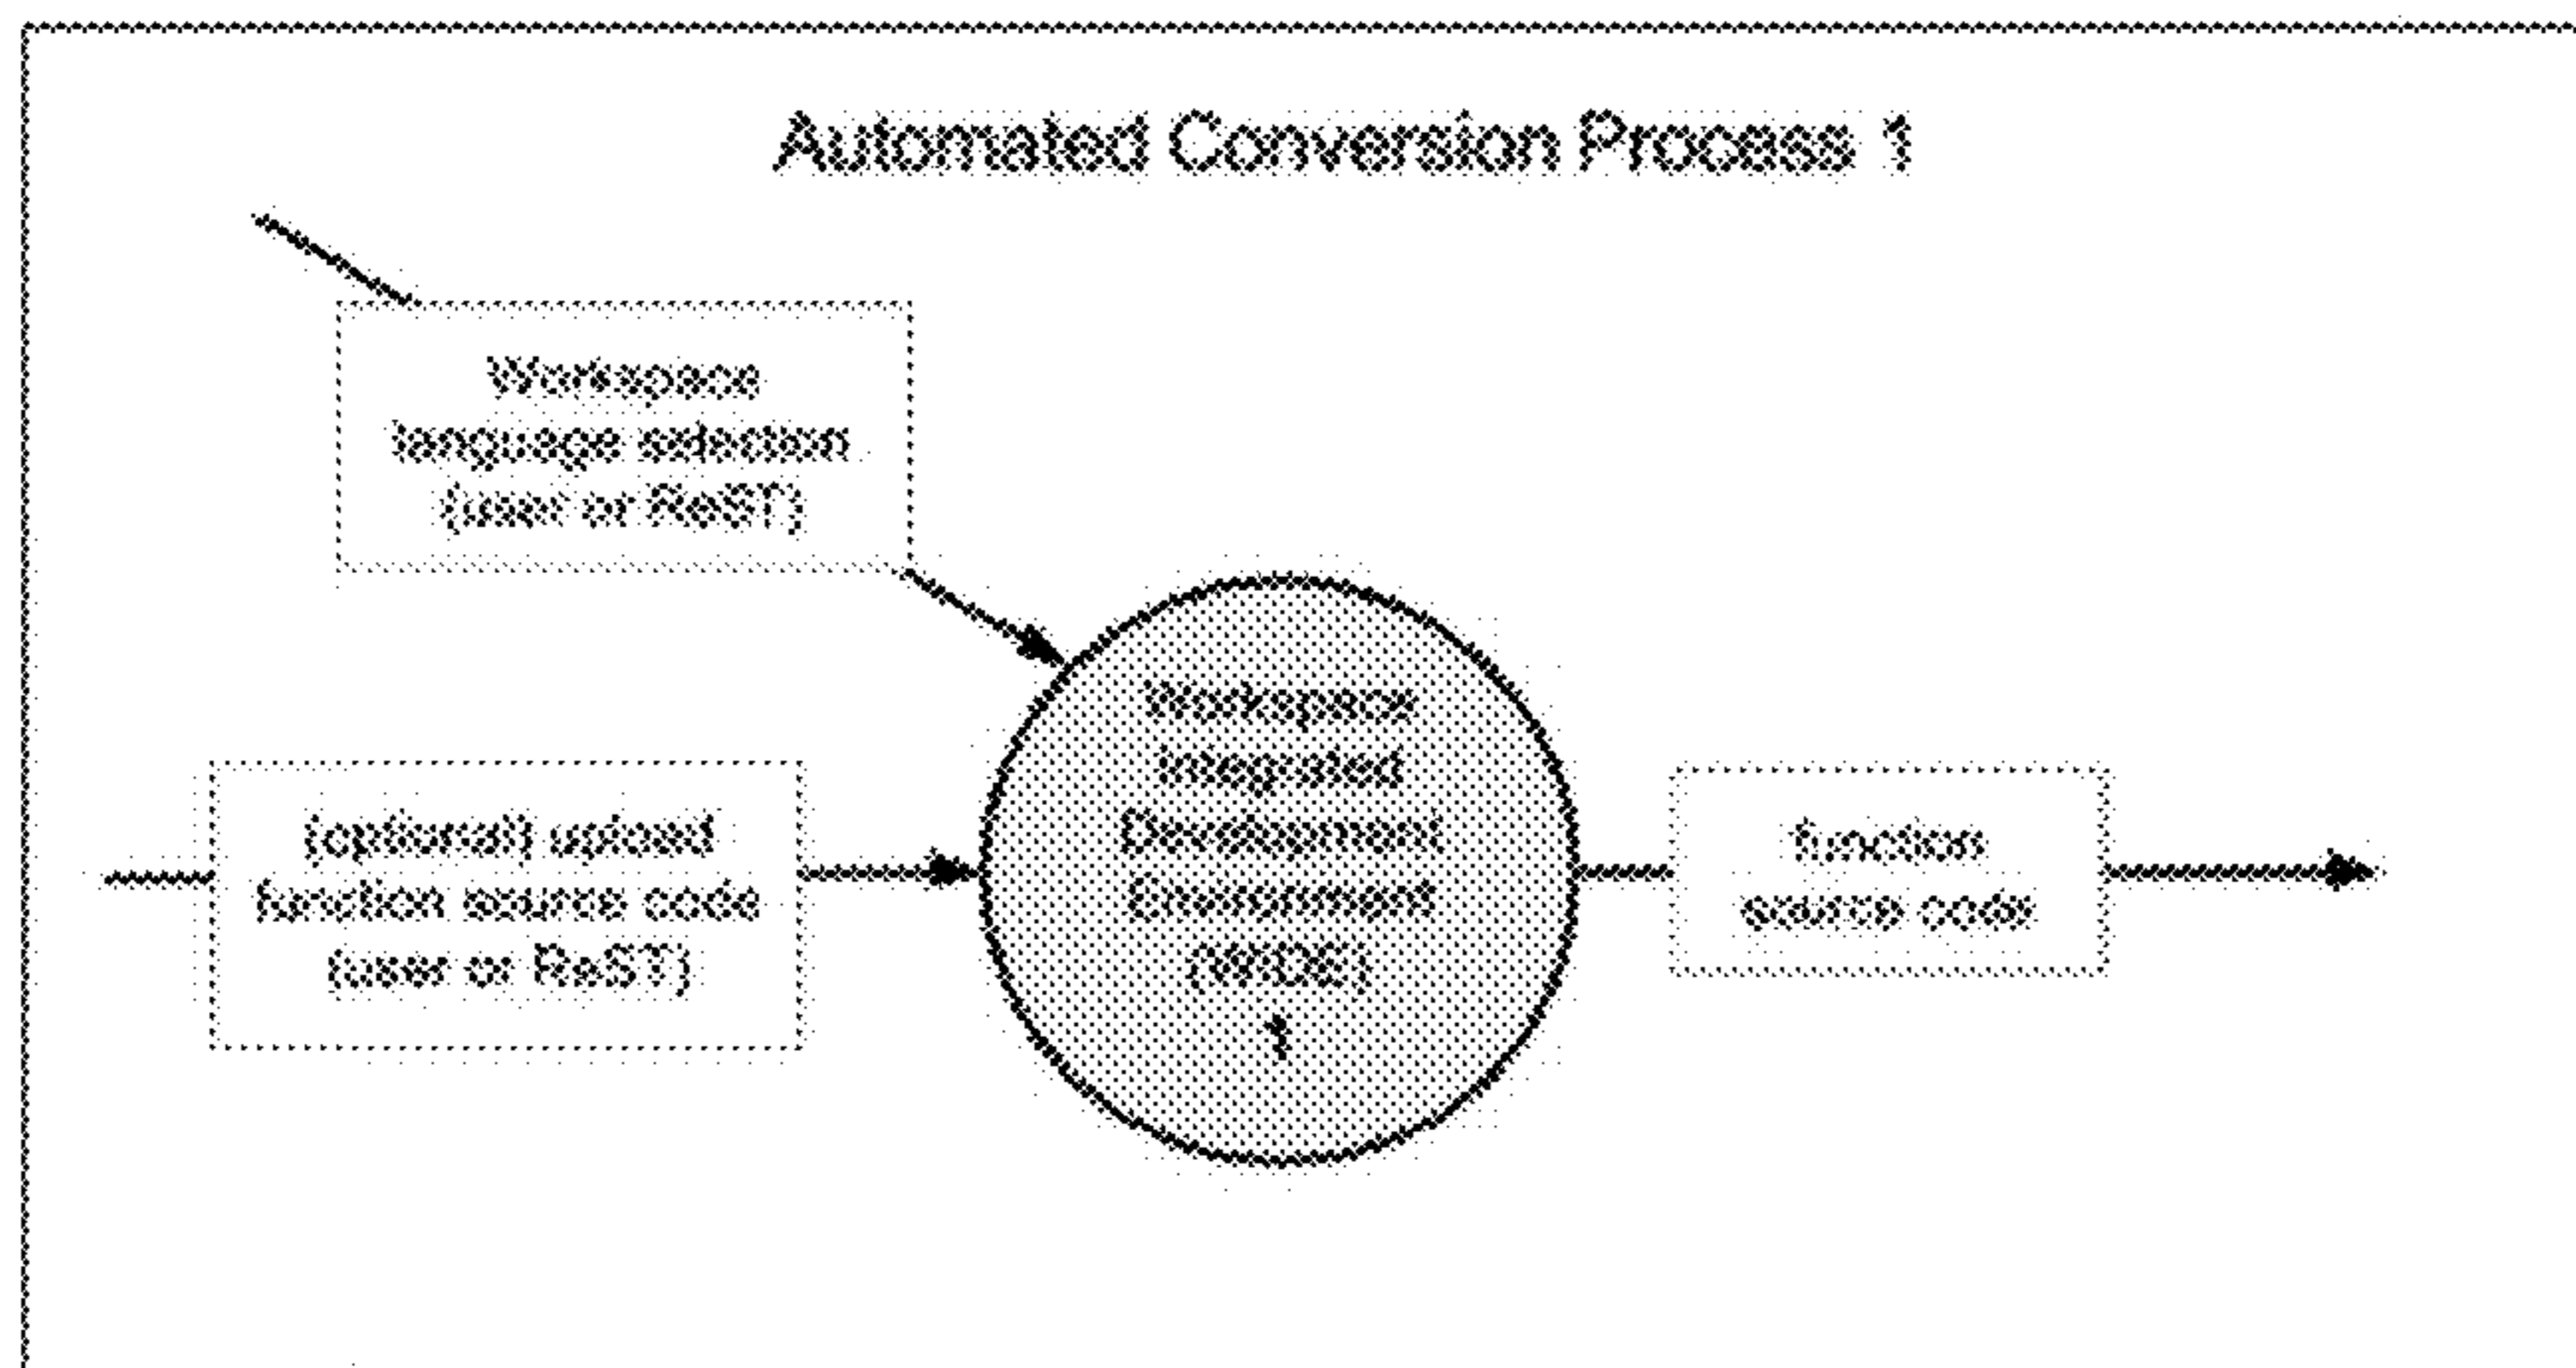 Automated Conversion Process 1
Workspace
language selection
(user or ReST)
(optional) upload
function source code
(user or ReST)
Workspace
Integrated
Development
Environment
(WIDE)
1
function
source code